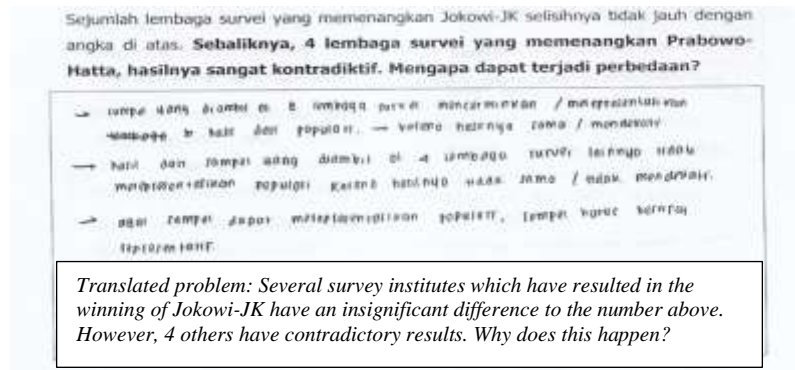 Sejumlah lembaga survei yang memenangkan Jokowi-JK selisihnya tidak jauh dengan
angka di atas. Sebaliknya, 4 lembaga survei yang memenangkan Prabowo-
Hatta, hasilnya sangat kontradiktif. Mengapa dapat terjadi perbedaan?
→ sampel yang diambil di 8 lembaga survei mencerminkan / merepresentasikan
hasil dari populasi. → karena hasilnya sama / mendekati
→ hasil dari sampel yang diambil di 4 lembaga survei lainnya tidak
merepresentasikan populasi karena hasilnya tidak sama / tidak mendekati.
→ agar sampel dapat merepresentasikan populasi, sampel harus bersifat
representatif.
Translated problem: Several survey institutes which have resulted in the
winning of Jokowi-JK have an insignificant difference to the number above.
However, 4 others have contradictory results. Why does this happen?